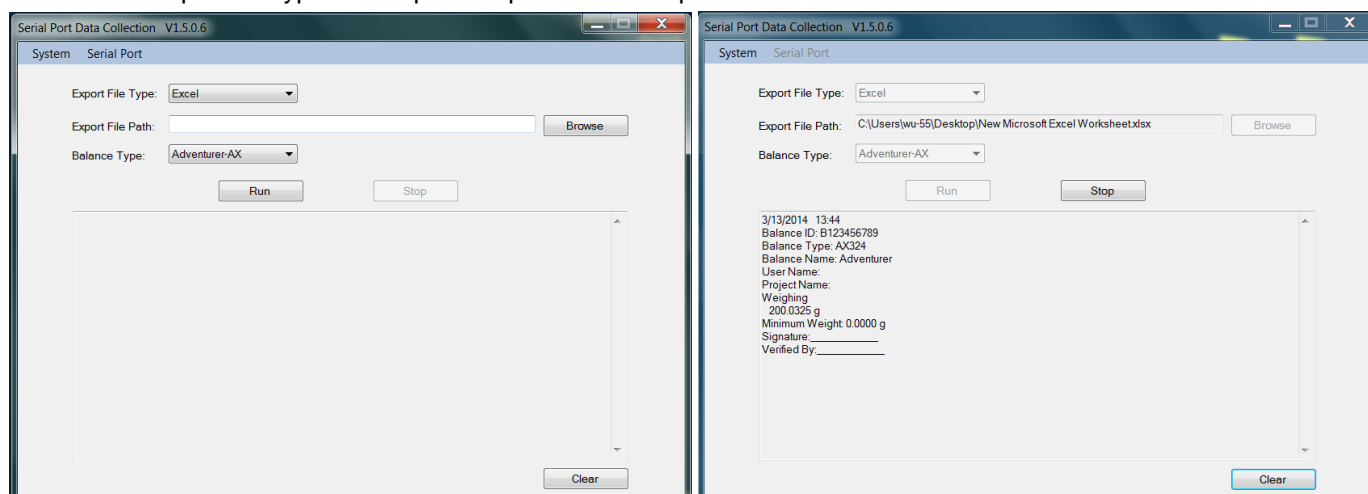 Serial Port Data Collection V1.5.0.6
System Serial Port
Export File Type: Excel
Export File Path: Browse
Balance Type: Adventurer-AX
Run Stop
Clear
Serial Port Data Collection V1.5.0.6
System Serial Port
Export File Type: Excel
Export File Path: C:\Users\wu-55\Desktop\New Microsoft Excel Worksheet.xlsx Browse
Balance Type: Adventurer-AX
Run Stop
3/13/2014 13:44
Balance ID: B123456789
Balance Type: AX324
Balance Name: Adventurer
User Name:
Project Name:
Weighing
200.0325 g
Minimum Weight: 0.0000 g
Signature:____________
Verified By:____________
Clear